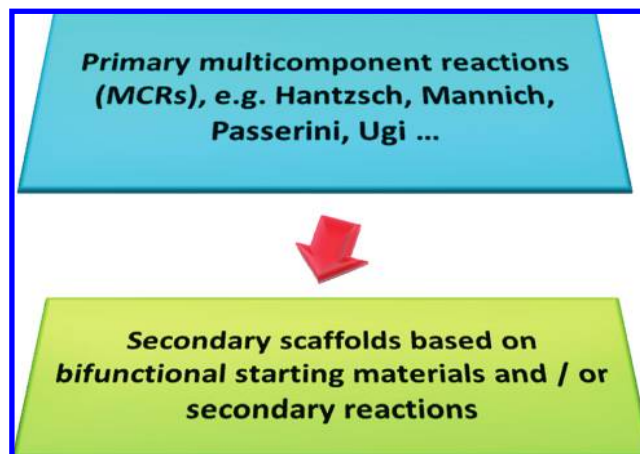 Primary multicomponent reactions
(MCRs), e.g. Hantzsch, Mannich,
Passerini, Ugi ...
Secondary scaffolds based on
bifunctional starting materials and / or
secondary reactions